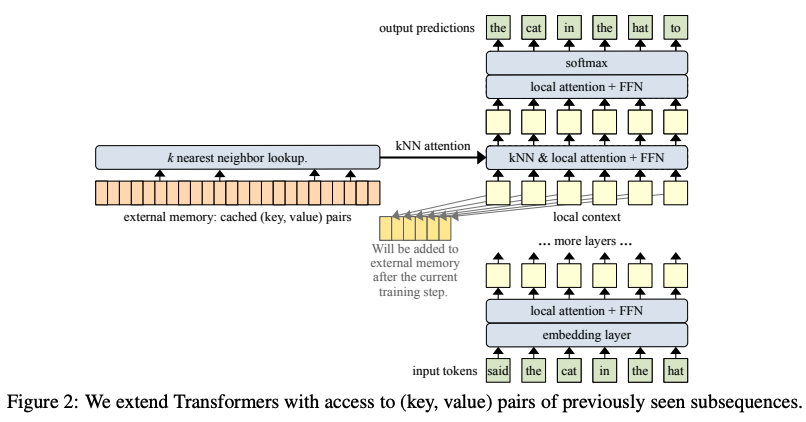 output predictions the cat in the hat to
softmax
local attention + FFN
kNN attention
k nearest neighbor lookup.
kNN & local attention + FFN
external memory: cached (key, value) pairs
local context
Will be added to
external memory
after the current
training step.
... more layers ...
local attention + FFN
embedding layer
input tokens said the cat in the hat
Figure 2: We extend Transformers with access to (key, value) pairs of previously seen subsequences.